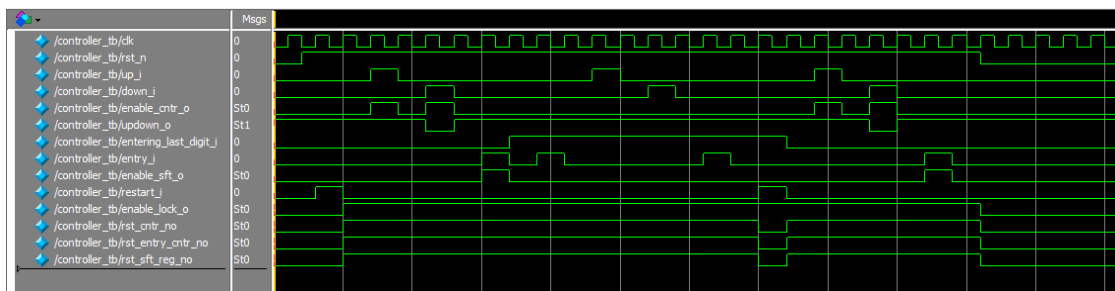 Msgs
/controller_tb/clk 0
/controller_tb/rst_n 0
/controller_tb/up_i 0
/controller_tb/down_i 0
/controller_tb/enable_cntr_o St0
/controller_tb/updown_o St1
/controller_tb/entering_last_digit_i 0
/controller_tb/entry_i 0
/controller_tb/enable_sft_o St0
/controller_tb/restart_i 0
/controller_tb/enable_lock_o St0
/controller_tb/rst_cntr_no St0
/controller_tb/rst_entry_cntr_no St0
/controller_tb/rst_sft_reg_no St0